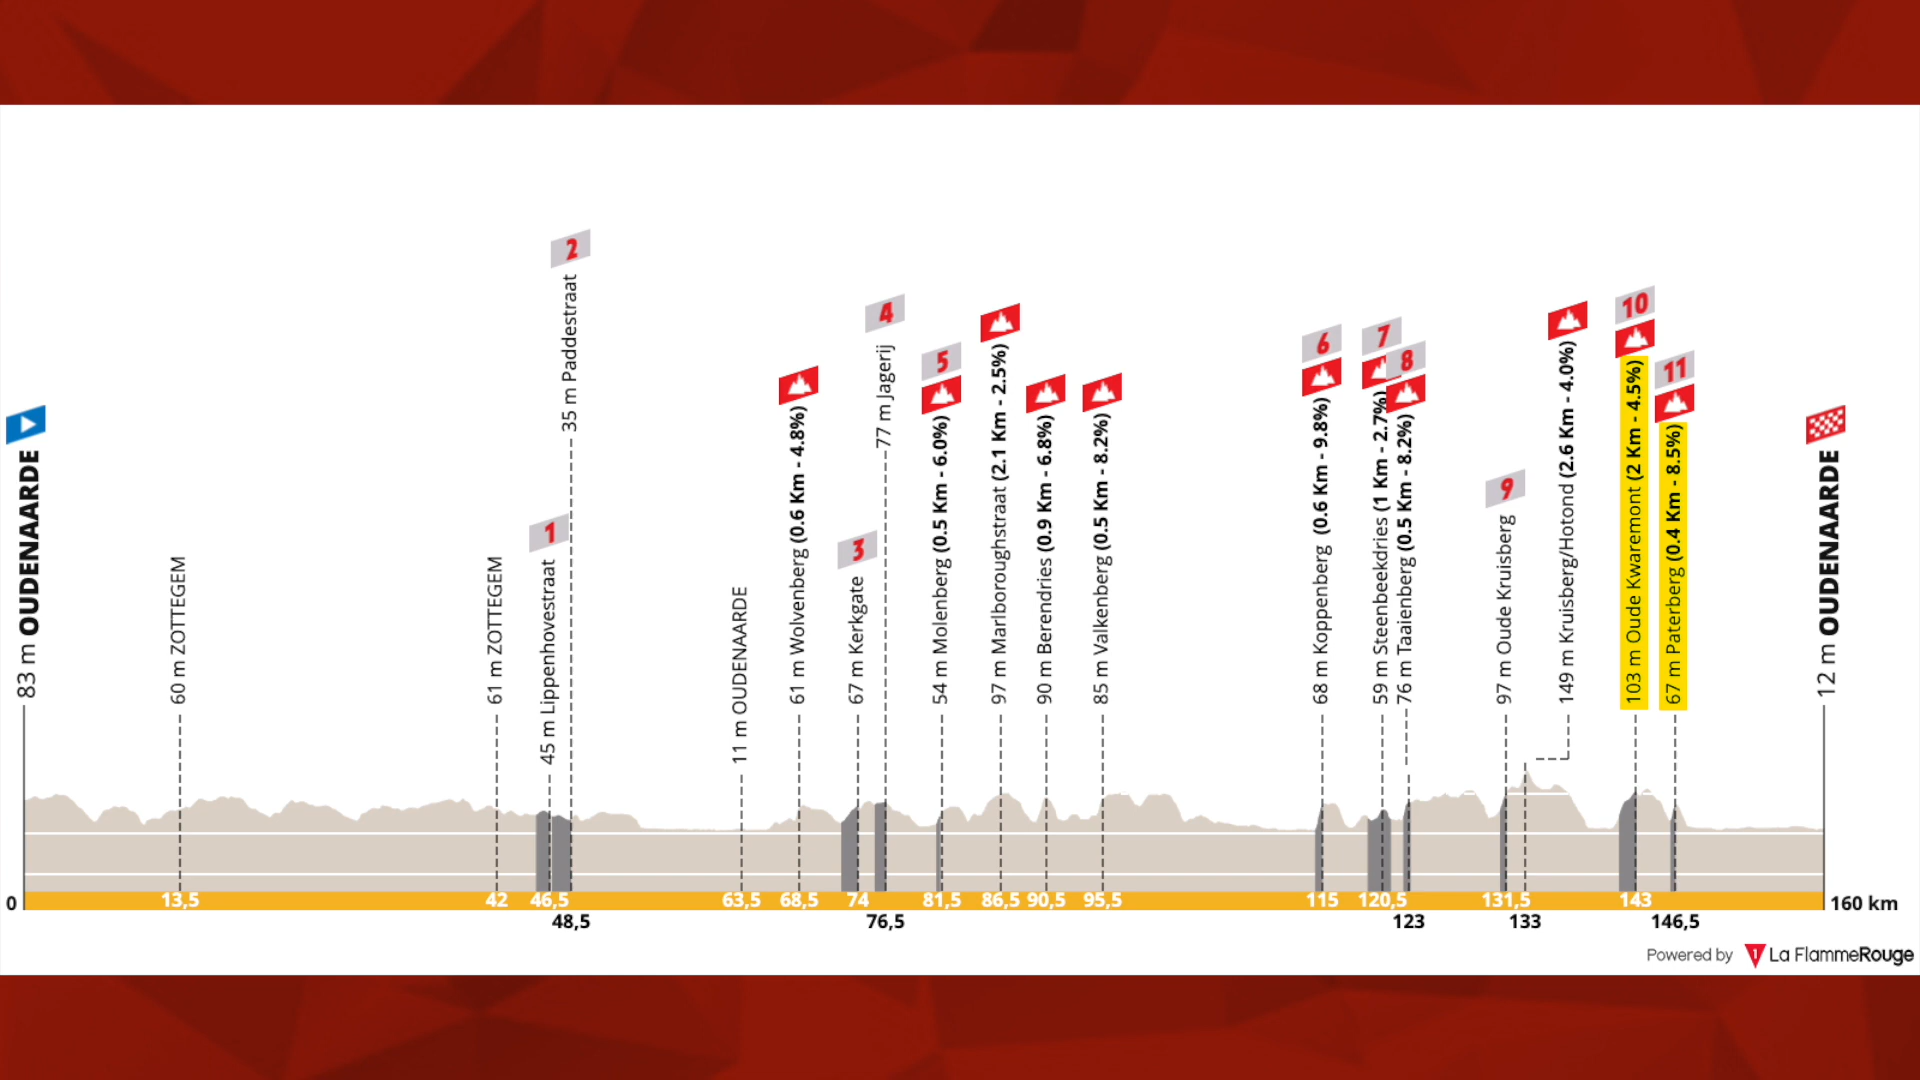 83 m OUDENAARDE
60 m ZOTTEGEM
61 m ZOTTEGEM
1
45 m Lippenhovestraat
2
35 m Paddestraat
11 m OUDENAARDE
61 m Wolvenberg (0.6 Km - 4.8%)
3
67 m Kerkgate
4
77 m Jagerij
5
54 m Molenberg (0.5 Km - 6.0%)
97 m Marlboroughstraat (2.1 Km - 2.5%)
90 m Berendries (0.9 Km - 6.8%)
85 m Valkenberg (0.5 Km - 8.2%)
6
68 m Koppenberg (0.6 Km - 9.8%)
7
59 m Steenbeekdries (1 Km - 2.7%)
8
76 m Taaienberg (0.5 Km - 8.2%)
9
97 m Oude Kruisberg
149 m Kruisberg/Hotond (2.6 Km - 4.0%)
10
103 m Oude Kwaremont (2 Km - 4.5%)
11
67 m Paterberg (0.4 Km - 8.5%)
12 m OUDENAARDE
0 13,5 42 46,5 63,5 68,5 74 81,5 86,5 90,5 95,5 115 120,5 131,5 143 160 km
48,5 76,5 123 133 146,5
Powered by 1 La FlammeRouge